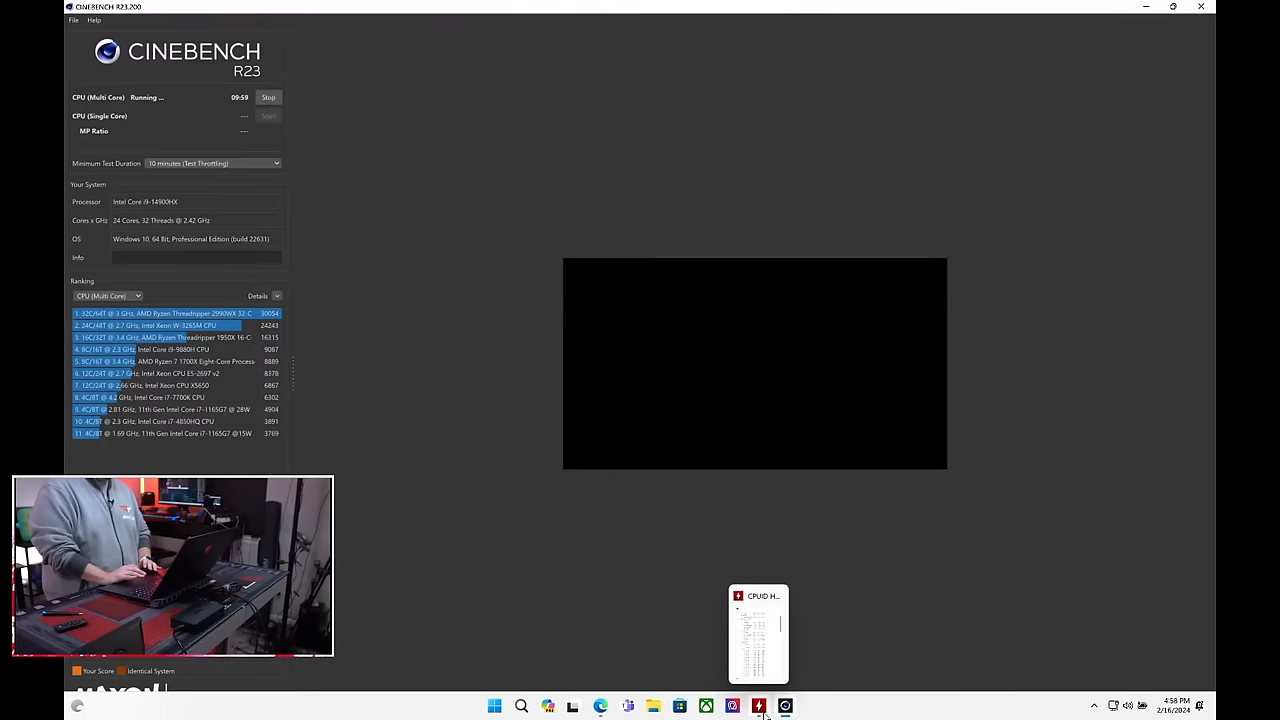 CINEBENCH R23.200
File Help
CINEBENCH
R23
CPU (Multi Core) Running ... 09:59 Stop
CPU (Single Core) --- Start
MP Ratio ---
Minimum Test Duration 10 minutes (Test Throttling)
Your System
Processor Intel Core i9-14900HX
Cores x GHz 24 Cores, 32 Threads @ 2.42 GHz
OS Windows 10, 64 Bit, Professional Edition (build 22631)
Info
Ranking
CPU (Multi Core) Details
1. 32C/64T @ 3 GHz, AMD Ryzen Threadripper 2990WX 32-C 30054
2. 24C/48T @ 2.7 GHz, Intel Xeon W-3265M CPU 24243
3. 16C/32T @ 3.4 GHz, AMD Ryzen Threadripper 1950X 16-C 16315
4. 8C/16T @ 2.3 GHz, Intel Core i9-9880H CPU 9087
5. 8C/16T @ 3.4 GHz, AMD Ryzen 7 1700X Eight-Core Process 8889
6. 12C/24T @ 2.7 GHz, Intel Xeon CPU E5-2697 v2 8378
7. 12C/24T @ 2.66 GHz, Intel Xeon CPU X5650 6867
8. 4C/8T @ 4.2 GHz, Intel Core i7-7700K CPU 6302
9. 4C/8T @ 2.81 GHz, 11th Gen Intel Core i7-1165G7 @ 28W 4904
10. 4C/8T @ 2.3 GHz, Intel Core i7-4850HQ CPU 3891
11. 4C/8T @ 1.69 GHz, 11th Gen Intel Core i7-1165G7 @15W 3769
CPUID H...
Your Score Identical System
MAXON
4:58 PM
2/16/2024